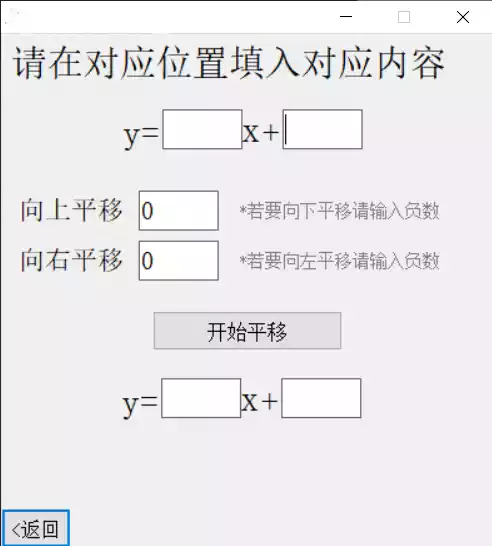 请在对应位置填入对应内容
y=x+
向上平移 0 *若要向下平移请输入负数
向右平移 0 *若要向左平移请输入负数
开始平移
y=x+
<返回